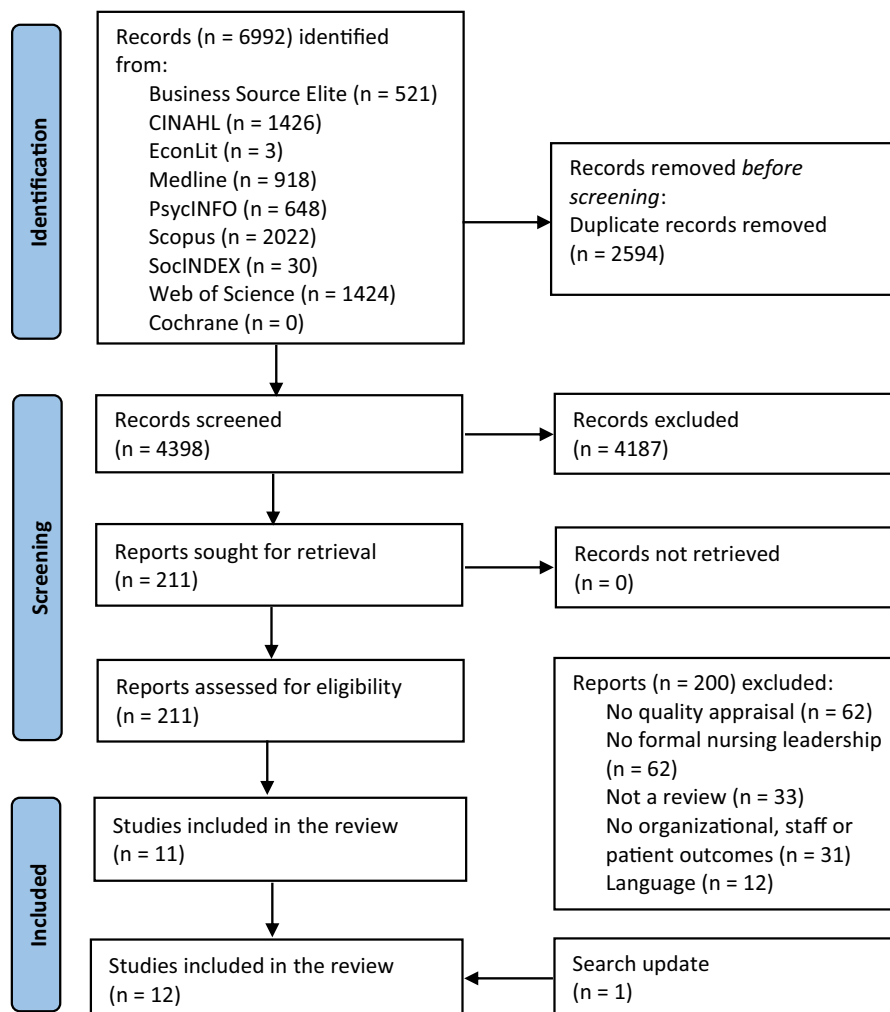 Identification
Records (n = 6992) identified
from:
Business Source Elite (n = 521)
CINAHL (n = 1426)
EconLit (n = 3)
Medline (n = 918)
PsycINFO (n = 648)
Scopus (n = 2022)
SocINDEX (n = 30)
Web of Science (n = 1424)
Cochrane (n = 0)
Records removed before
screening:
Duplicate records removed
(n = 2594)
Screening
Records screened
(n = 4398)
Records excluded
(n = 4187)
Reports sought for retrieval
(n = 211)
Records not retrieved
(n = 0)
Reports assessed for eligibility
(n = 211)
Reports (n = 200) excluded:
No quality appraisal (n = 62)
No formal nursing leadership
(n = 62)
Not a review (n = 33)
No organizational, staff or
patient outcomes (n = 31)
Language (n = 12)
Included
Studies included in the review
(n = 11)
Studies included in the review
(n = 12)
Search update
(n = 1)